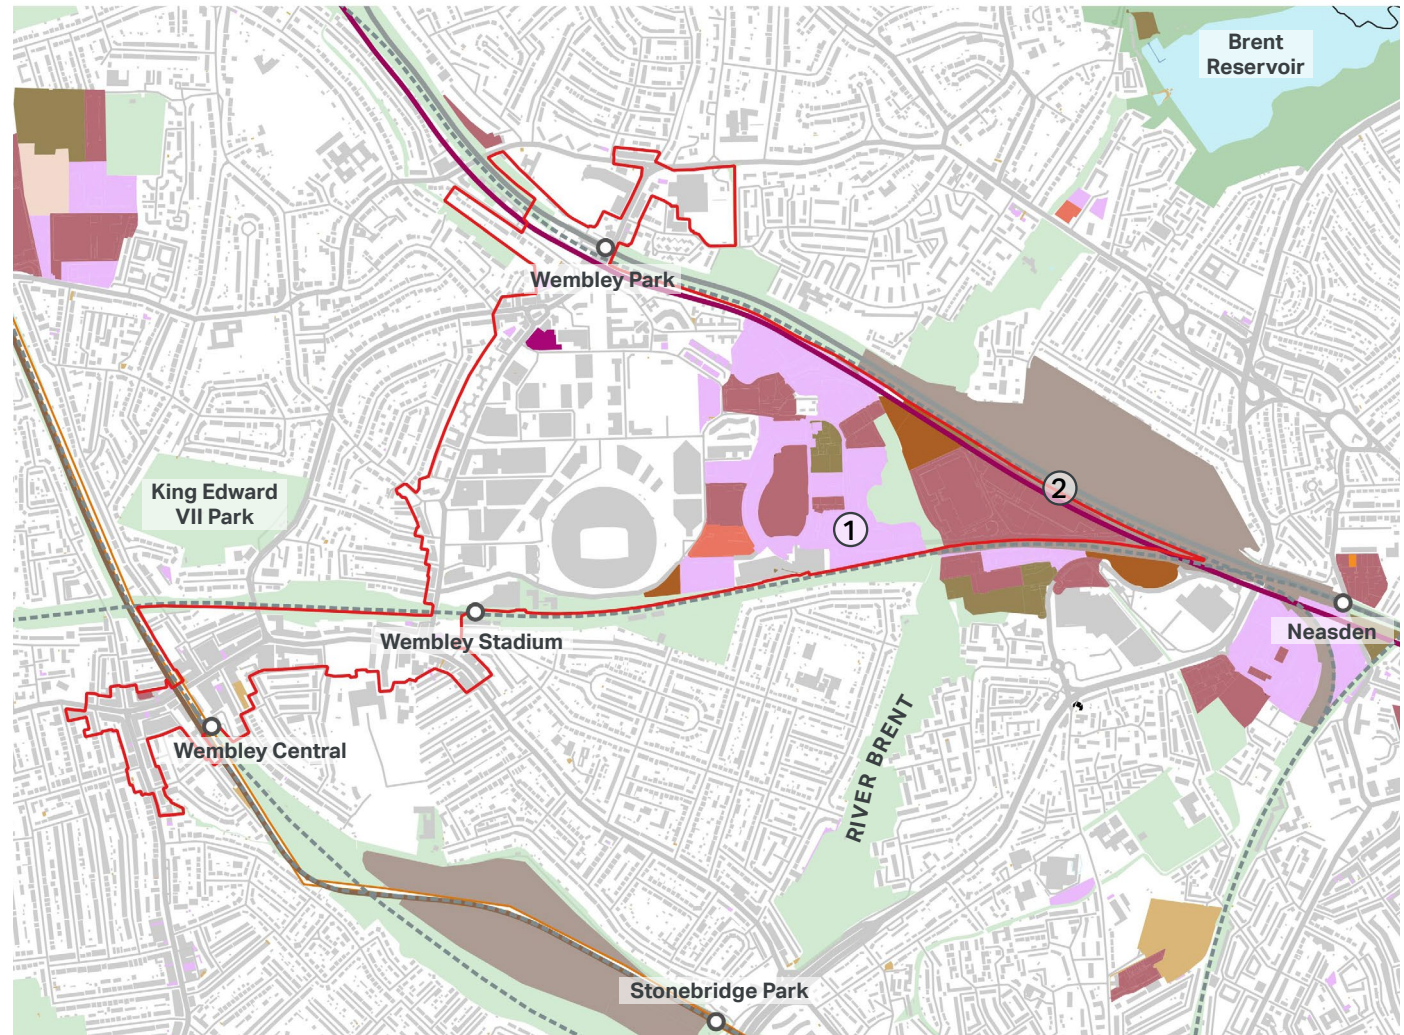 Brent
Reservoir
Wembley Park
King Edward
VII Park
2
1
Wembley Stadium
Neasden
Wembley Central
RIVER BRENT
Stonebridge Park